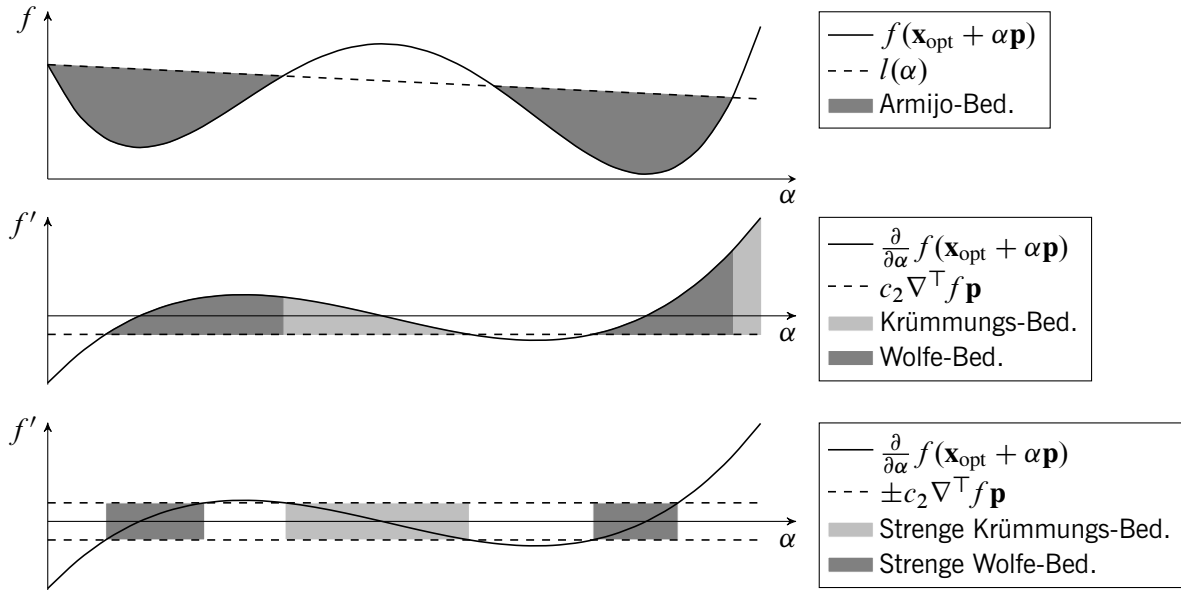 f
f(x_opt + αp)
l(α)
Armijo-Bed.
α
f′
∂/∂α f(x_opt + αp)
c₂∇⊤f p
Krümmungs-Bed.
Wolfe-Bed.
α
f′
∂/∂α f(x_opt + αp)
±c₂∇⊤f p
Strenge Krümmungs-Bed.
Strenge Wolfe-Bed.
α